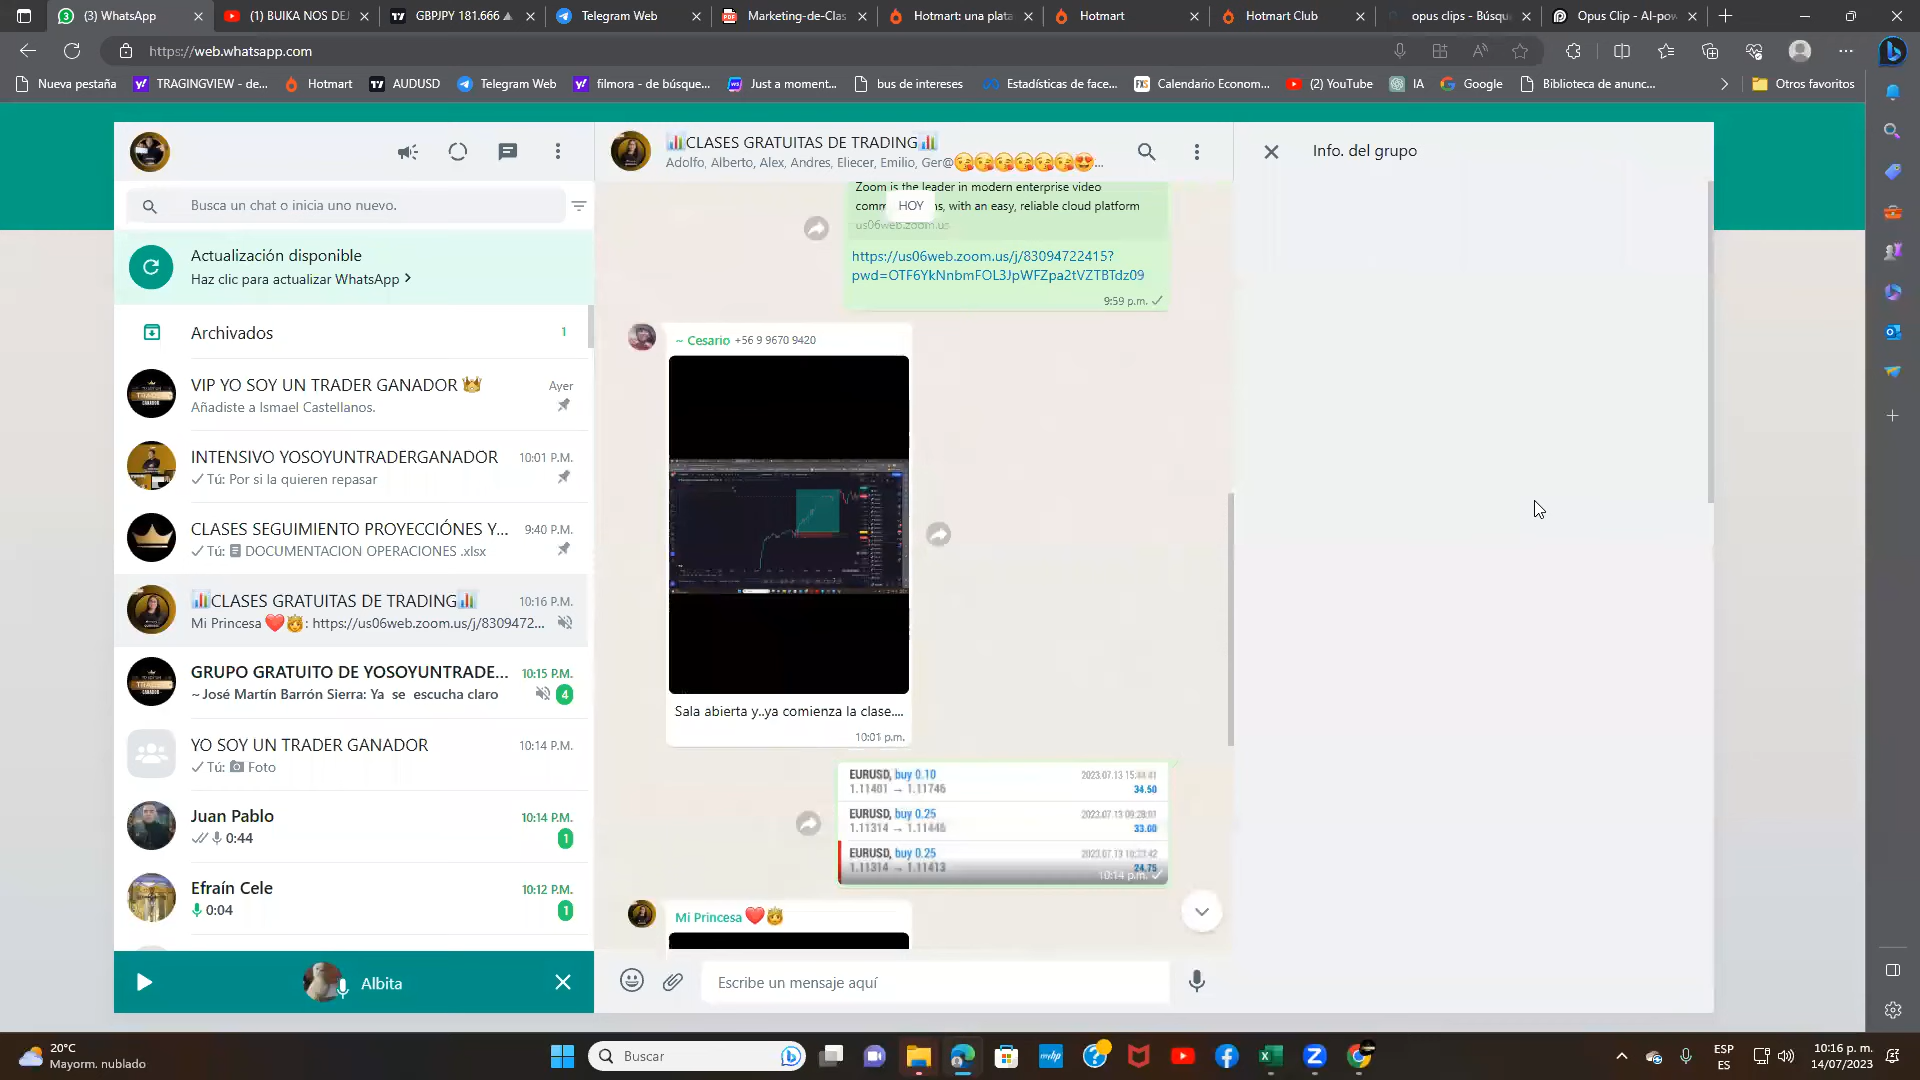 (3) WhatsApp
(1) BUIKA NOS DEJ
GBPJPY 181.666
Telegram Web
Marketing-de-Clas
Hotmart: una plata
Hotmart
Hotmart Club
opus clips - Búsqu
Opus Clip - AI-pow
https://web.whatsapp.com
Nueva pestaña
TRAGINGVIEW - de...
Hotmart
AUDUSD
Telegram Web
filmora - de búsque...
Just a moment...
bus de intereses
Estadísticas de face...
Calendario Econom...
(2) YouTube
IA
Google
Biblioteca de anunc...
Otros favoritos
Busca un chat o inicia uno nuevo.
Actualización disponible
Haz clic para actualizar WhatsApp >
Archivados
1
VIP YO SOY UN TRADER GANADOR
Ayer
Añadiste a Ismael Castellanos.
INTENSIVO YOSOYUNTRADERGANADOR
10:01 P.M.
Tú: Por si la quieren repasar
CLASES SEGUIMIENTO PROYECCIÓNES Y...
9:40 P.M.
Tú: DOCUMENTACION OPERACIONES .xlsx
📊CLASES GRATUITAS DE TRADING📊
10:16 P.M.
Mi Princesa ❤️👸: https://us06web.zoom.us/j/8309472...
GRUPO GRATUITO DE YOSOYUNTRADE...
10:15 P.M.
~José Martín Barrón Sierra: Ya se escucha claro
4
YO SOY UN TRADER GANADOR
10:14 P.M.
Tú: Foto
Juan Pablo
10:14 P.M.
0:44
1
Efraín Cele
10:12 P.M.
0:04
1
Albita
📊CLASES GRATUITAS DE TRADING📊
Adolfo, Alberto, Alex, Andres, Eliecer, Emilio, Ger@😘😘😘😘😘😘😍...
Zoom is the leader in modern enterprise video
HOY
ns, with an easy, reliable cloud platform
us06web.zoom.us
https://us06web.zoom.us/j/83094722415?
pwd=OTF6YkNnbmFOL3JpWFZpa2tVZTBTdz09
9:59 p.m.
~ Cesario +56 9 9670 9420
Sala abierta y..ya comienza la clase....
10:01 p.m.
EURUSD, buy 0.10
1.11401 → 1.11746
34.50
EURUSD, buy 0.25
1.11314 → 1.11446
33.00
EURUSD, buy 0.25
1.11314 → 1.11413
24.75
10:14 p.m.
Mi Princesa ❤️👸
Escribe un mensaje aquí
Info. del grupo
20°C
Mayorm. nublado
Buscar
ESP
ES
10:16 p. m.
14/07/2023